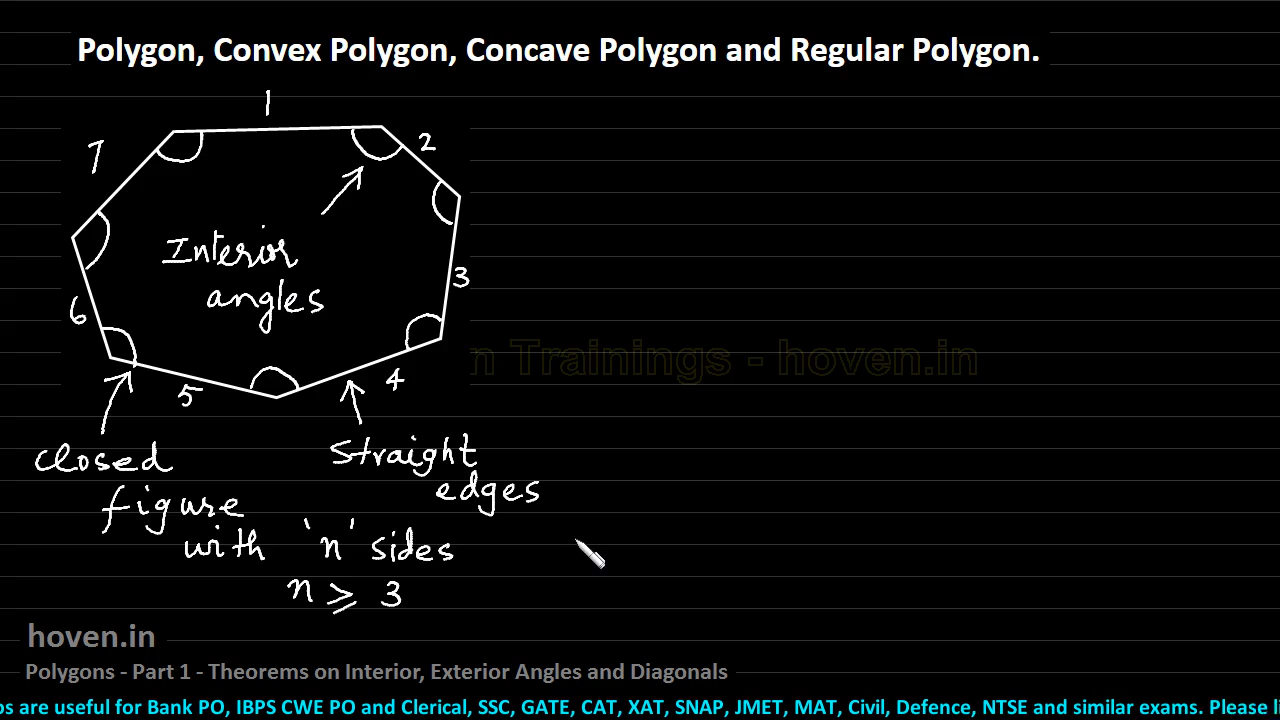 Polygon, Convex Polygon, Concave Polygon and Regular Polygon.
1
2
7
Interior
angles
3
6
n Trainings - hoven.in
4
5
closed
figure
with 'n' sides
n ≥ 3
straight
edges
hoven.in
Polygons - Part 1 - Theorems on Interior, Exterior Angles and Diagonals
os are useful for Bank PO, IBPS CWE PO and Clerical, SSC, GATE, CAT, XAT, SNAP, JMET, MAT, Civil, Defence, NTSE and similar exams. Please